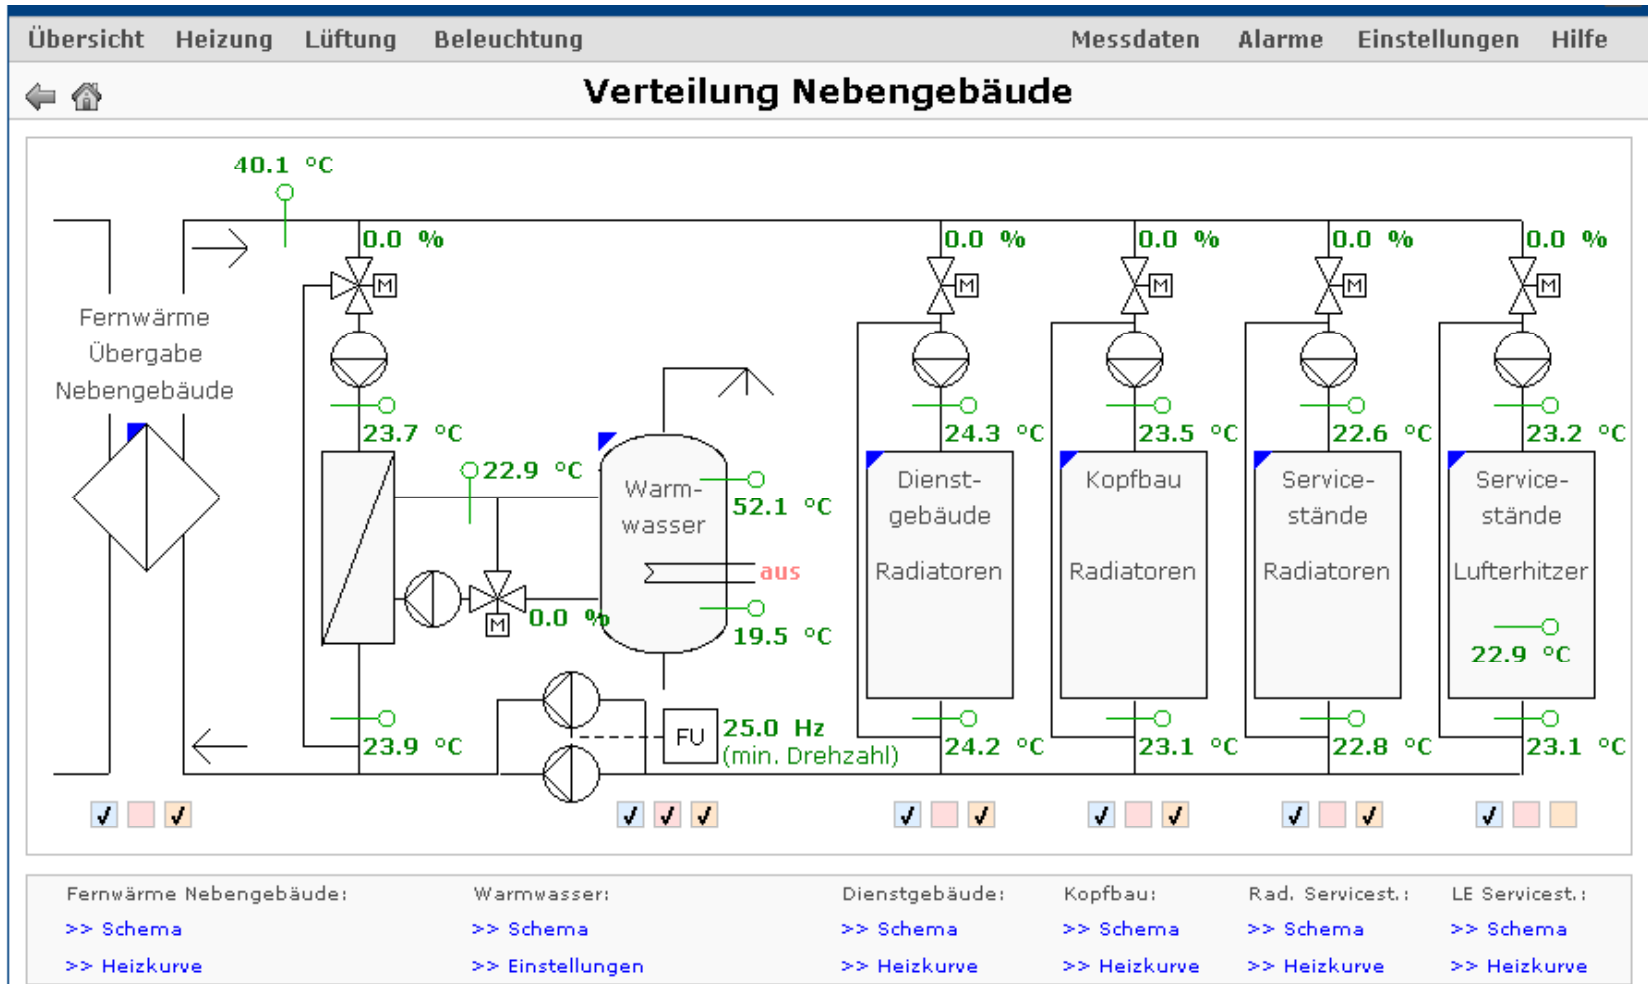 Übersicht Heizung Lüftung Beleuchtung Messdaten Alarme Einstellungen Hilfe
Verteilung Nebengebäude
40.1 °C
0.0 % 0.0 % 0.0 % 0.0 % 0.0 %
M M M M M
Fernwärme
Übergabe
Nebengebäude
23.7 °C 24.3 °C 23.5 °C 22.6 °C 23.2 °C
22.9 °C
Warm-
wasser
52.1 °C
aus
19.5 °C
0.0 %
M
Dienst-
gebäude
Radiatoren
Kopfbau
Radiatoren
Service-
stände
Radiatoren
Service-
stände
Lufterhitzer
22.9 °C
FU 25.0 Hz
(min. Drehzahl)
23.9 °C 24.2 °C 23.1 °C 22.8 °C 23.1 °C
Fernwärme Nebengebäude: Warmwasser: Dienstgebäude: Kopfbau: Rad. Servicest.: LE Servicest.:
>> Schema >> Schema >> Schema >> Schema >> Schema >> Schema
>> Heizkurve >> Einstellungen >> Heizkurve >> Heizkurve >> Heizkurve >> Heizkurve